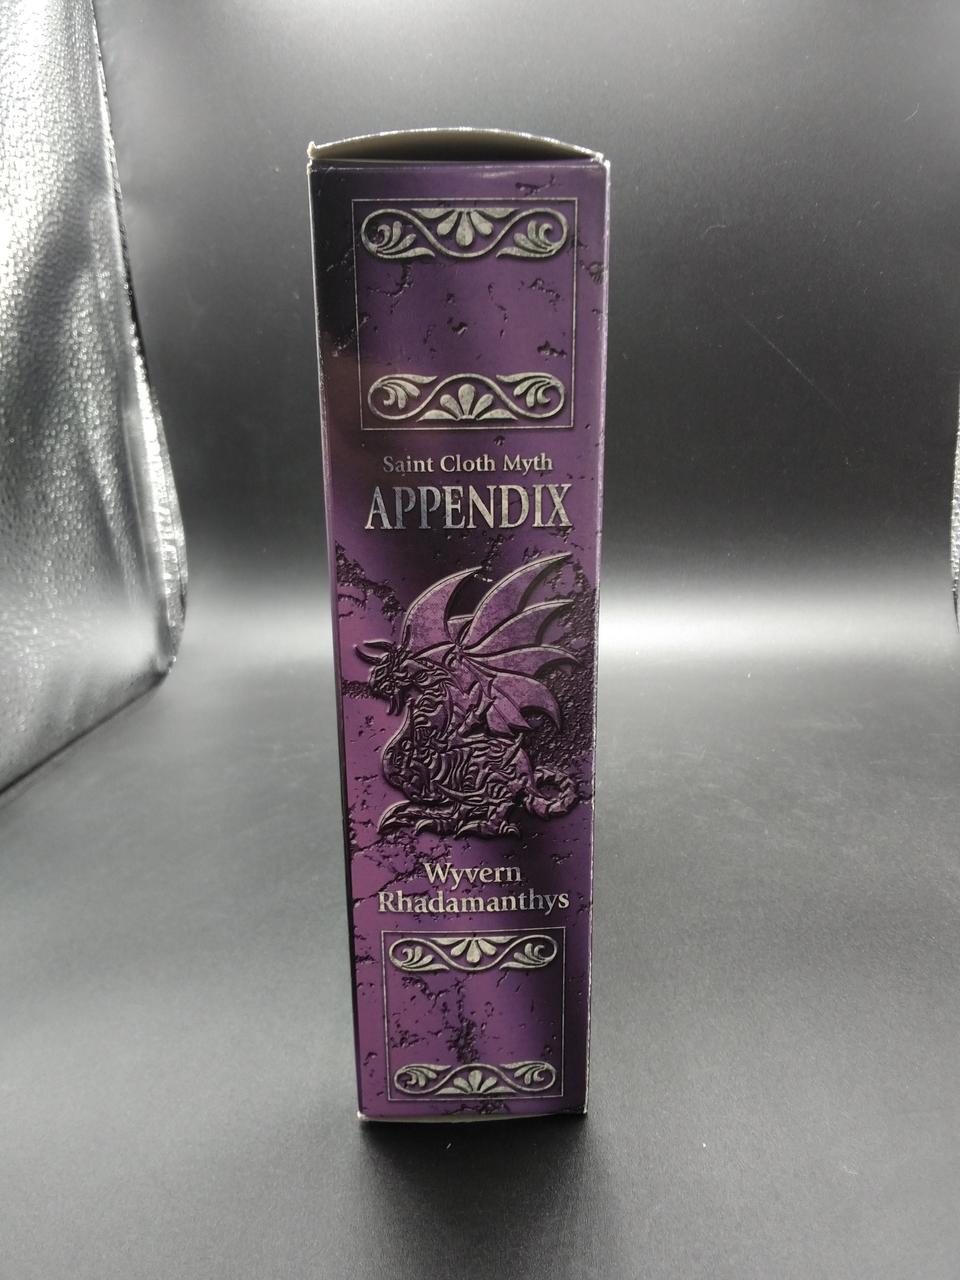 Saint Cloth Myth
APPENDIX
Wyvern
Rhadamanthys